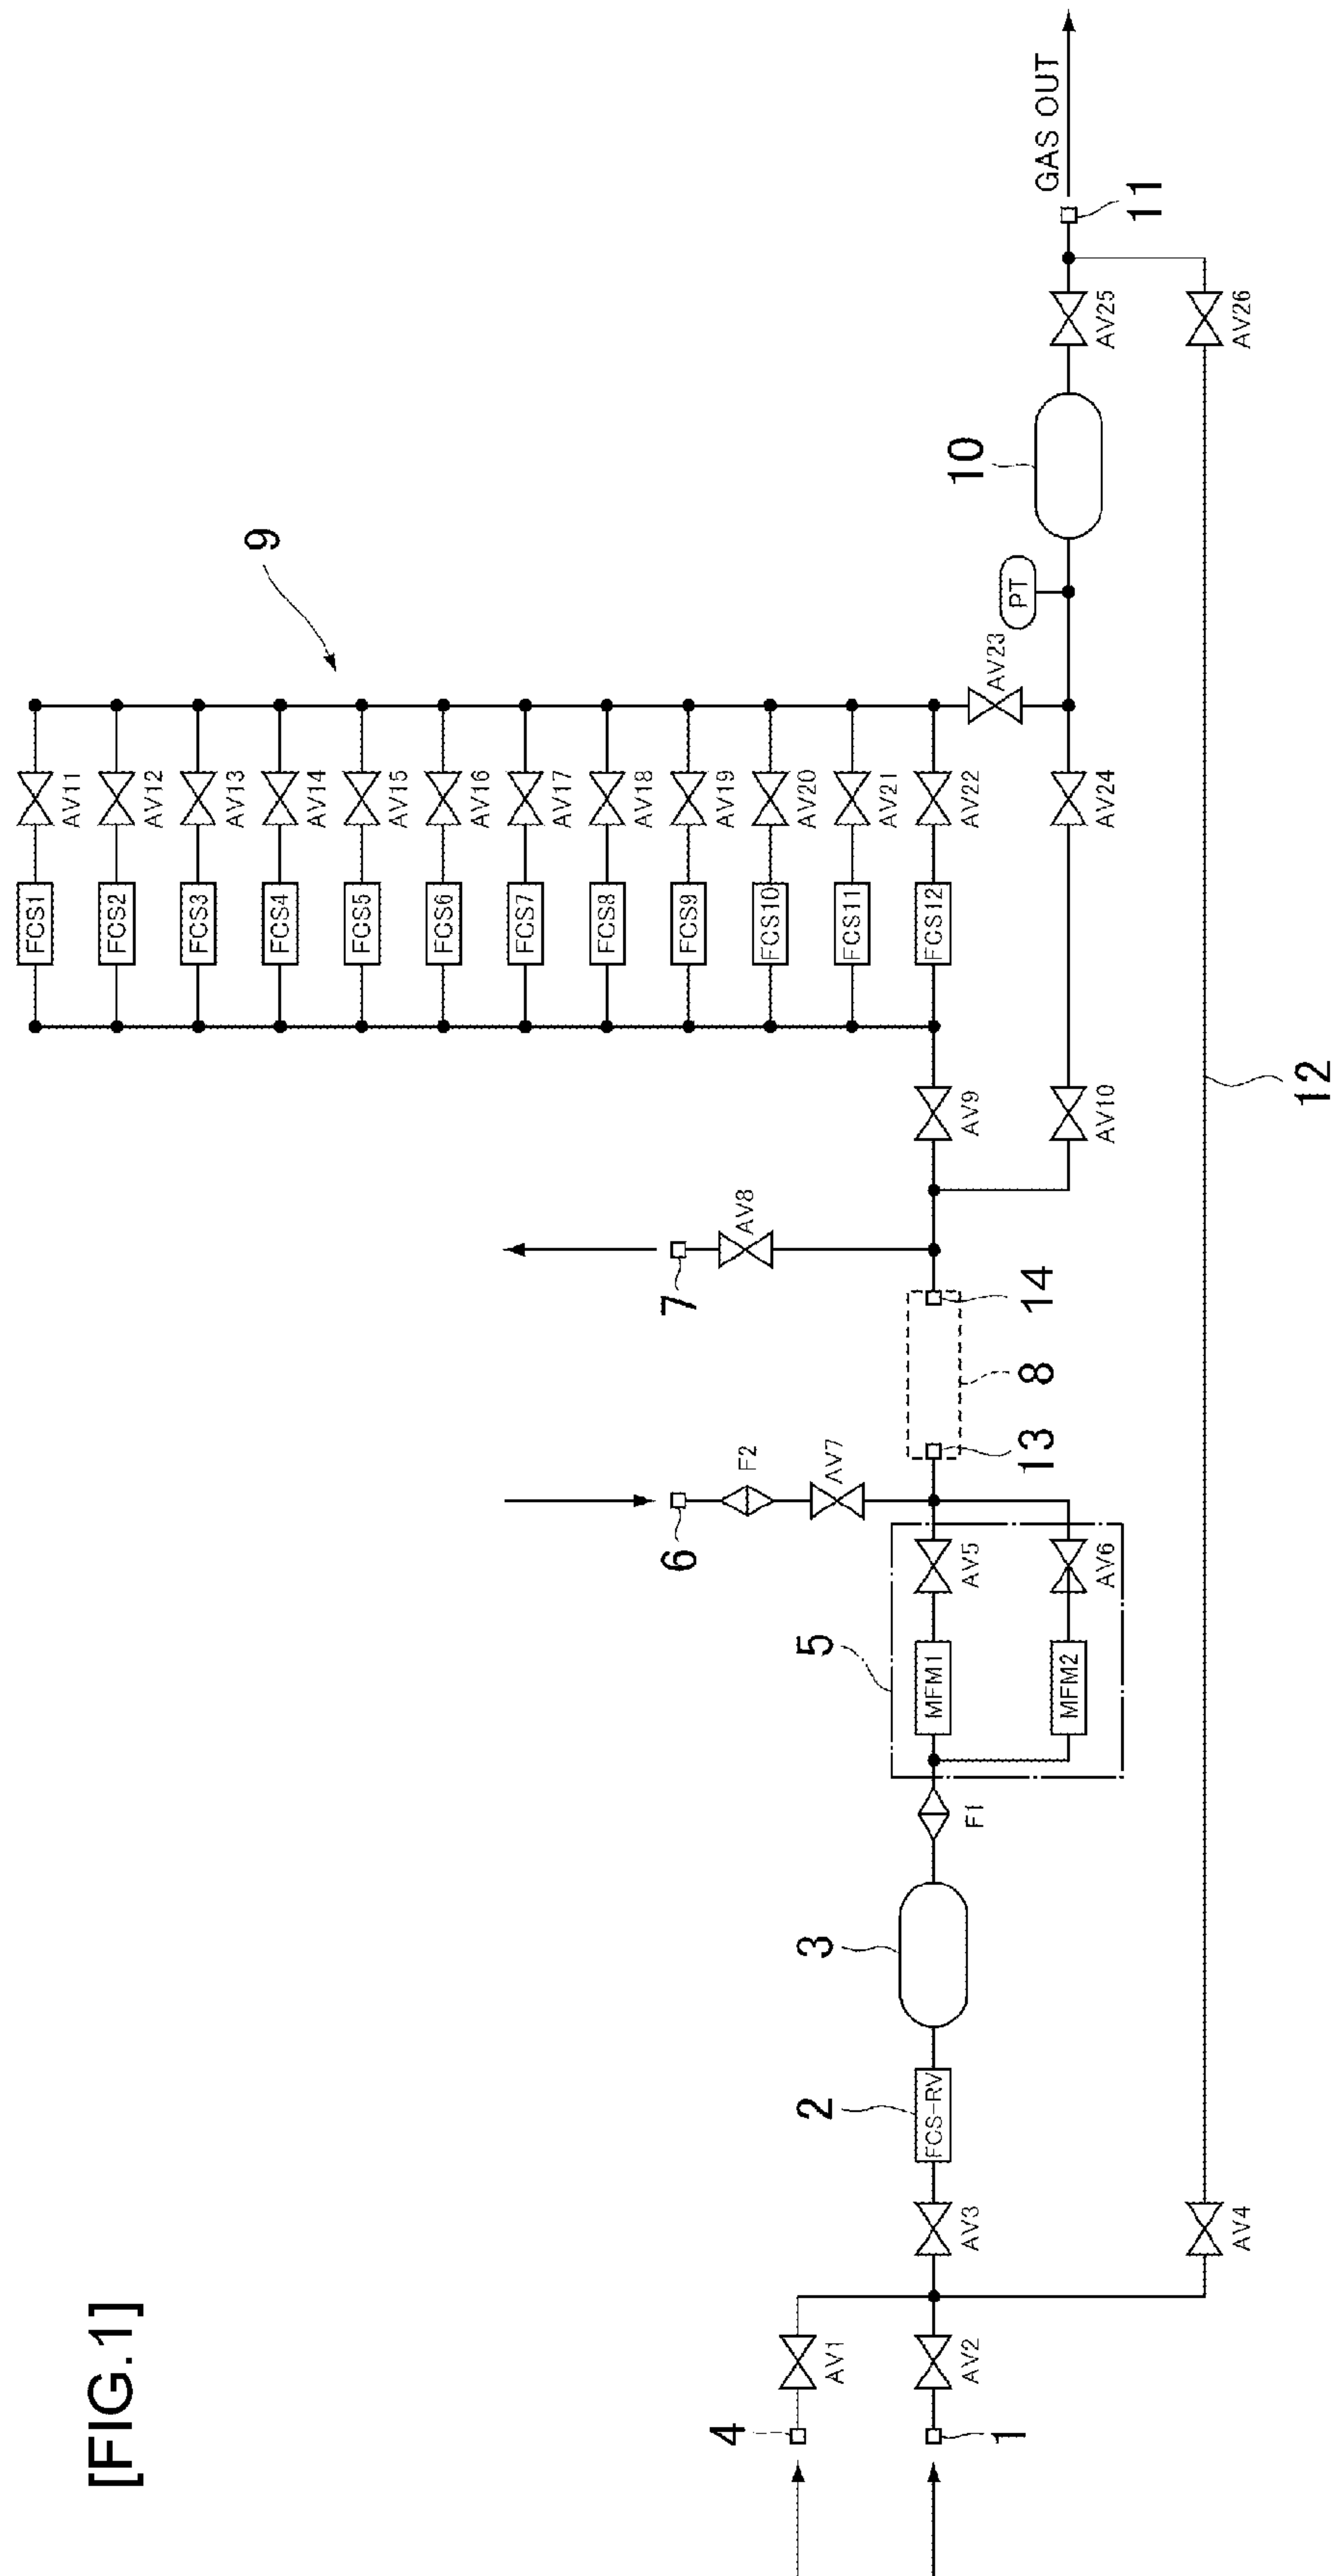 [FIG.1]
9
FCS1
AV11
FCS2
AV12
FCS3
AV13
FCS4
AV14
FCS5
AV15
FCS6
AV16
FCS7
AV17
FCS8
AV18
FCS9
AV19
FCS10
AV20
FCS11
AV21
FCS12
AV22
AV23
PT
10
GAS OUT
11
AV25
AV26
AV24
AV10
AV9
7
AV8
14
8
13
6
F2
AV7
5
MFM1
AV5
MFM2
AV6
F1
3
2
FCS-RV
AV3
AV4
12
4
AV1
1
AV2